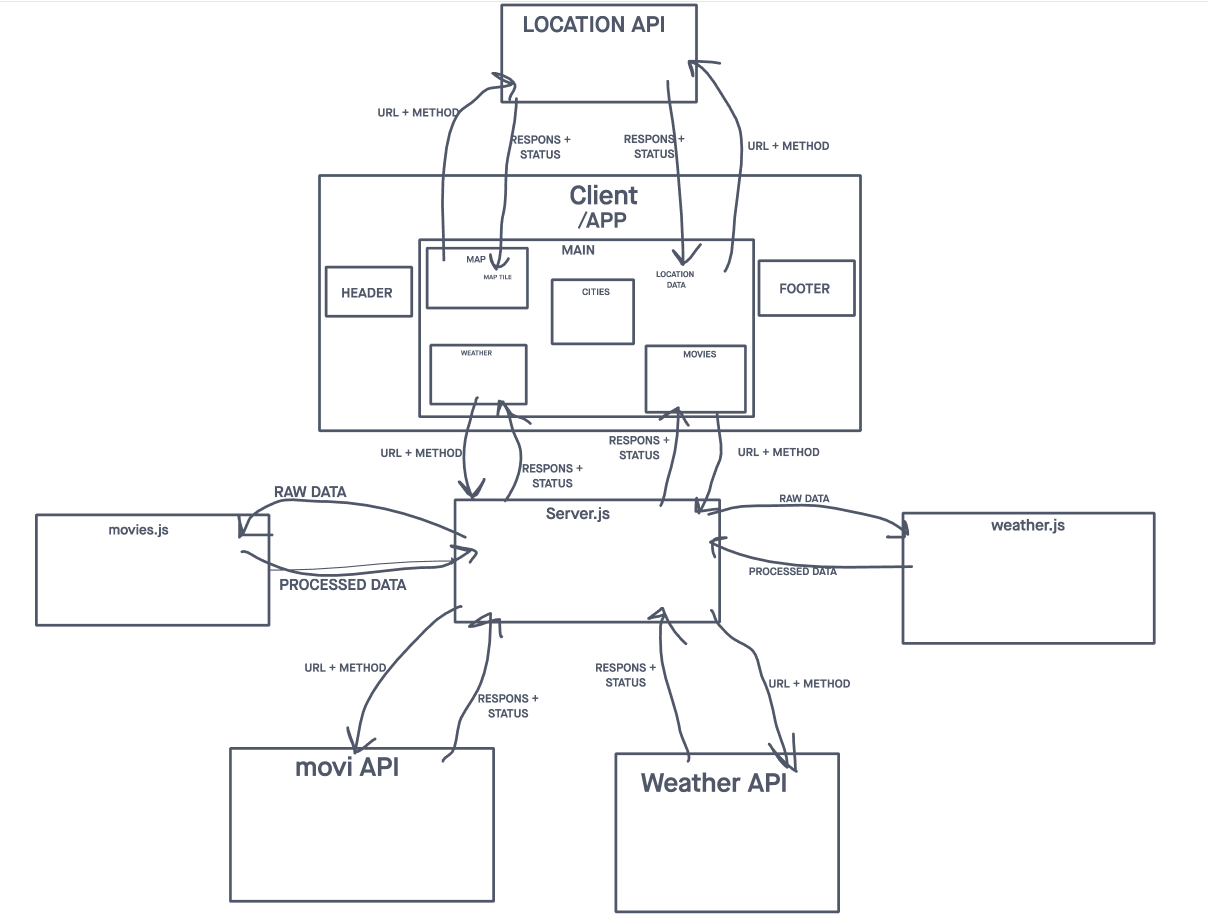 LOCATION API
URL + METHOD
RESPONS +
STATUS
RESPONS +
STATUS
URL + METHOD
Client
/APP
MAIN
MAP
MAP TILE
LOCATION
DATA
HEADER
CITIES
FOOTER
WEATHER
MOVIES
URL + METHOD
RESPONS +
STATUS
RESPONS +
STATUS
URL + METHOD
RAW DATA
RAW DATA
movies.js
Server.js
weather.js
PROCESSED DATA
PROCESSED DATA
URL + METHOD
RESPONS +
STATUS
RESPONS +
STATUS
URL + METHOD
movi API
Weather API